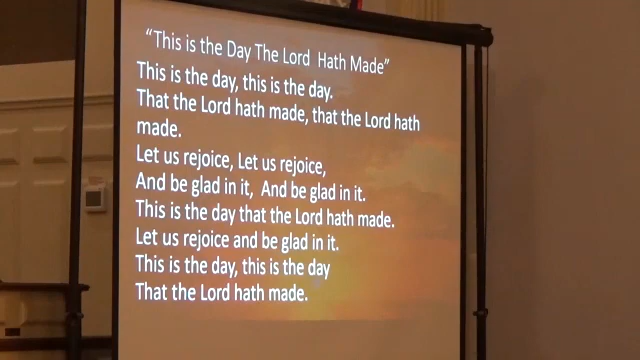 “This is the Day The Lord Hath Made”
This is the day, this is the day.
That the Lord hath made, that the Lord hath
made.
Let us rejoice, Let us rejoice,
And be glad in it, And be glad in it.
This is the day that the Lord hath made.
Let us rejoice and be glad in it.
This is the day, this is the day
That the Lord hath made.